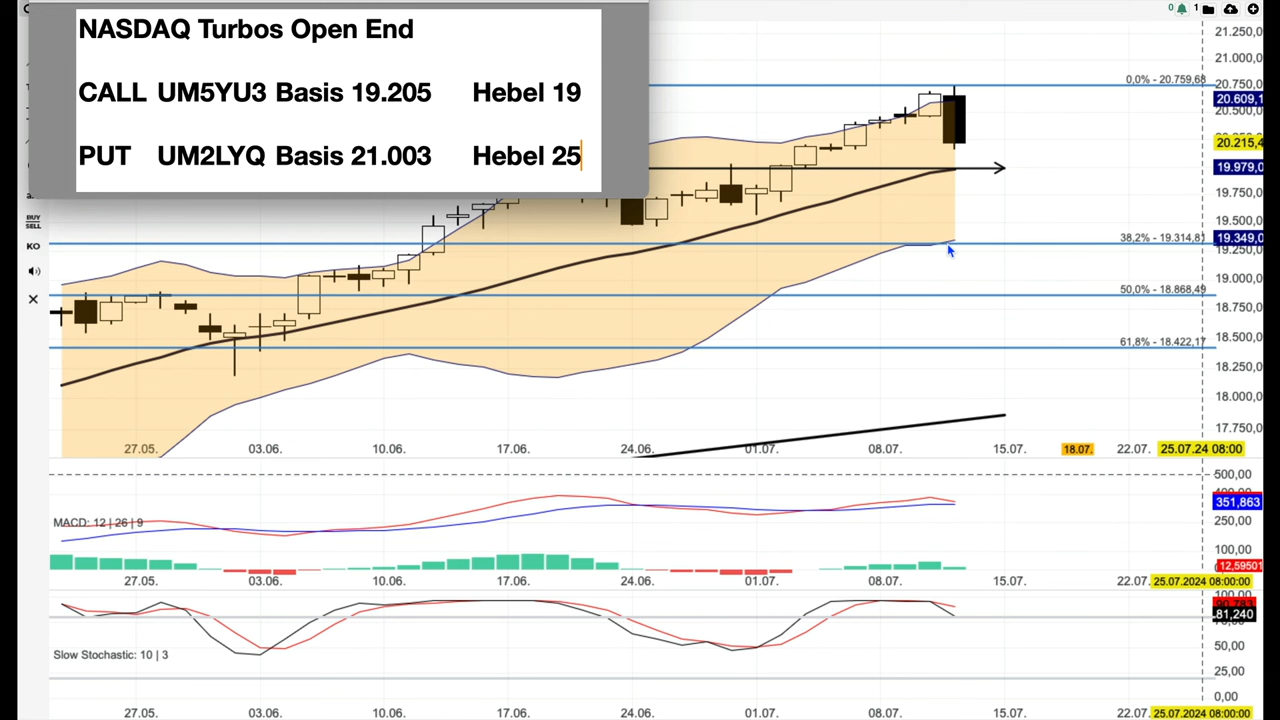 NASDAQ Turbos Open End
CALL UM5YU3 Basis 19.205 Hebel 19
PUT UM2LYQ Basis 21.003 Hebel 25
0 1
21.250,0
21.000,0
0,0% - 20.759,68
20.750,0
20.609,1
20.500,0
20.215,4
19.979,0
19.750,0
19.500,0
38,2% - 19.314,81
19.349,0
19.250,0
19.000,0
50,0% - 18.868,49
18.750,0
18.500,0
61,8% - 18.422,17
18.250,0
18.000,0
17.750,0
BUY
SELL
KO
27.05. 03.06. 10.06. 17.06. 24.06. 01.07. 08.07. 15.07. 18.07. 22.07. 25.07.24 08:00
500,00
351,863
MACD: 12 | 26 | 9
250,00
100,00
12,59501
27.05. 03.06. 10.06. 17.06. 24.06. 01.07. 08.07. 15.07. 22.07. 25.07.2024 08:00:00
100,00
81,240
50,00
Slow Stochastic: 10 | 3
25,00
0,00
27.05. 03.06. 10.06. 17.06. 24.06. 01.07. 08.07. 15.07. 22.07. 25.07.2024 08:00:00